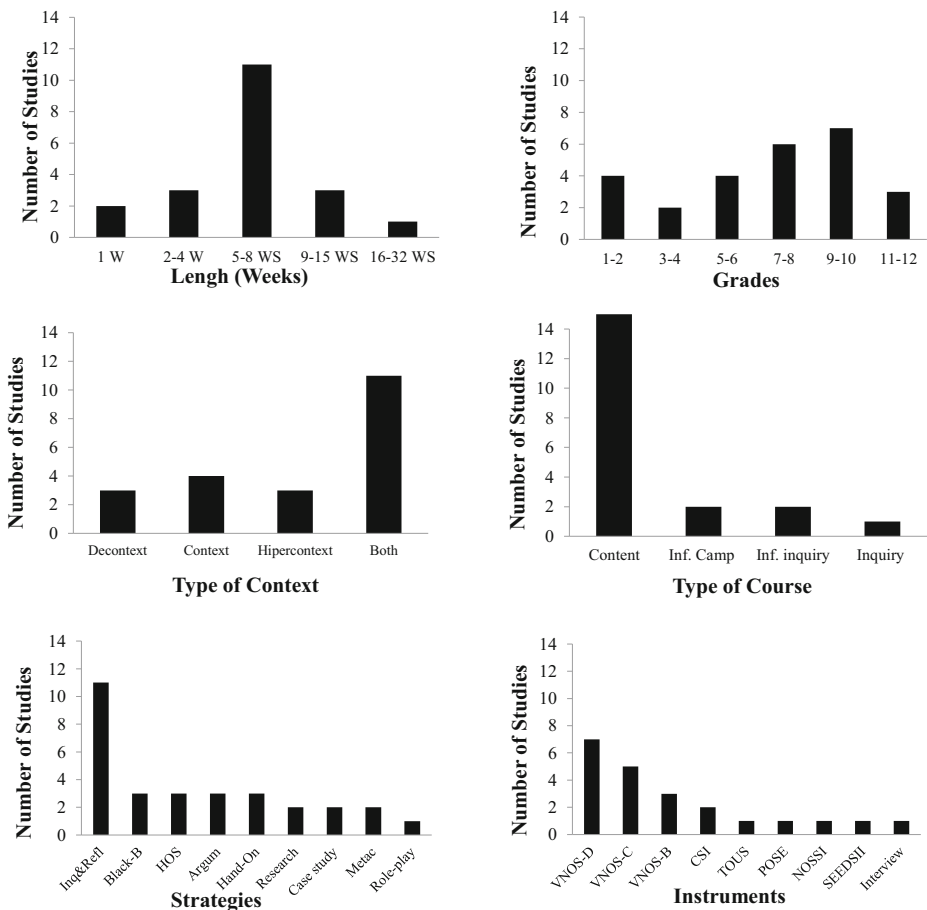 Number of Studies
14
12
10
8
6
4
2
0
1 W 2-4 W 5-8 WS 9-15 WS 16-32 WS
Lengh (Weeks)
Number of Studies
14
12
10
8
6
4
2
0
1-2 3-4 5-6 7-8 9-10 11-12
Grades
Number of Studies
14
12
10
8
6
4
2
0
Decontext Context Hipercontext Both
Type of Context
Number of Studies
14
12
10
8
6
4
2
0
Content Inf. Camp Inf. inquiry Inquiry
Type of Course
Number of Studies
14
12
10
8
6
4
2
0
Inq&Refl Black-B HOS Argum Hand-On Research Case study Metac Role-play
Strategies
Number of Studies
14
12
10
8
6
4
2
0
VNOS-D VNOS-C VNOS-B CSI TOUS POSE NOSSI SEEDSII Interview
Instruments